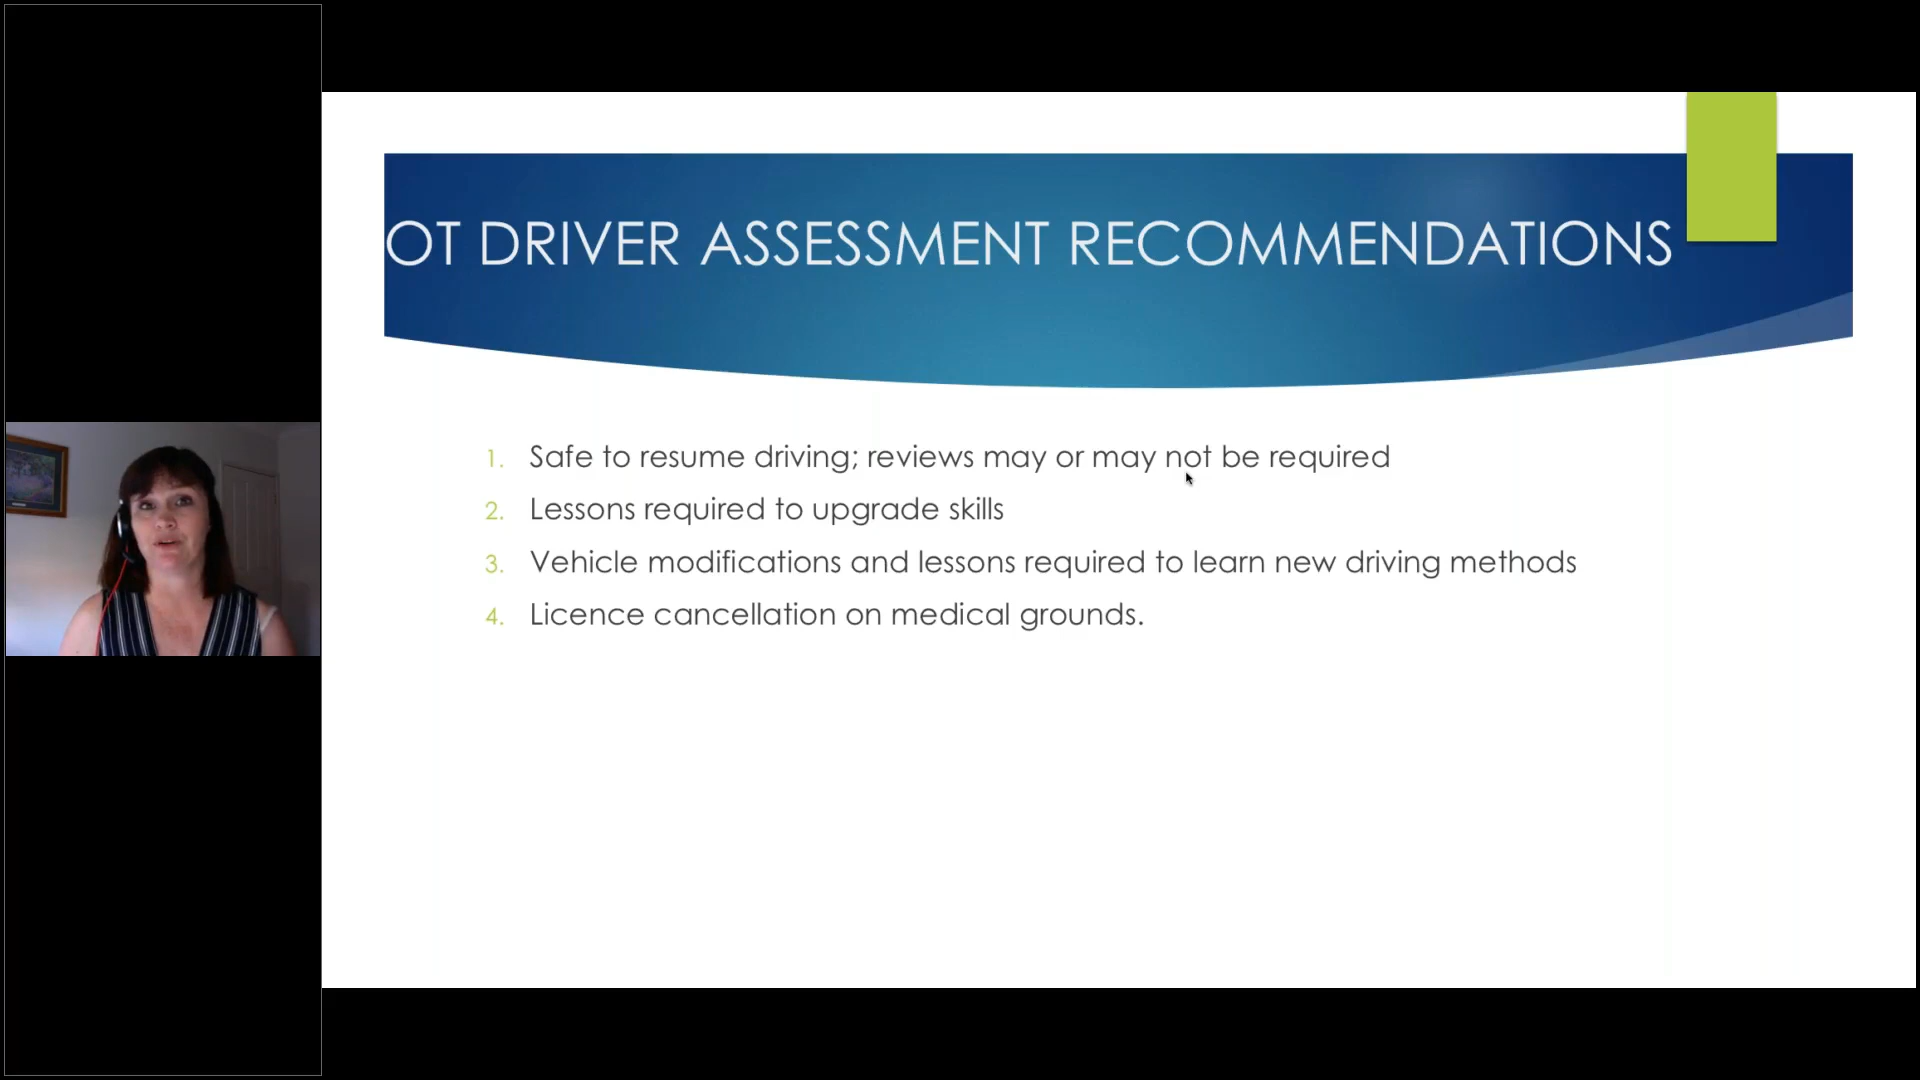 OT DRIVER ASSESSMENT RECOMMENDATIONS
1. Safe to resume driving; reviews may or may not be required
2. Lessons required to upgrade skills
3. Vehicle modifications and lessons required to learn new driving methods
4. Licence cancellation on medical grounds.